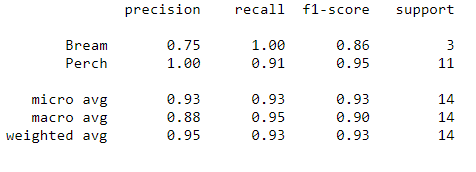 precision recall f1-score support
Bream 0.75 1.00 0.86 3
Perch 1.00 0.91 0.95 11
micro avg 0.93 0.93 0.93 14
macro avg 0.88 0.95 0.90 14
weighted avg 0.95 0.93 0.93 14